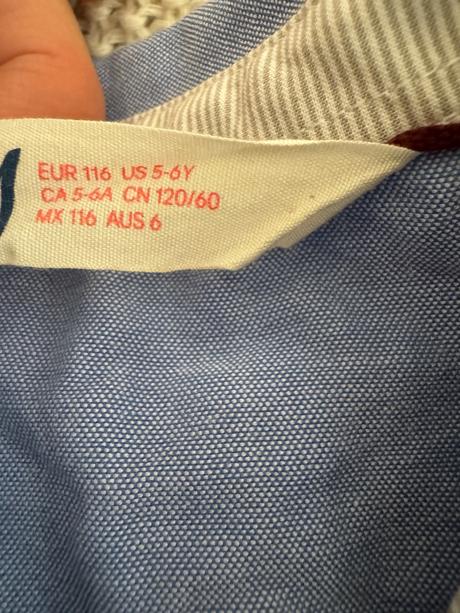 EUR 116 US 5-6Y
CA 5-6A CN 120/60
MX 116 AUS 6